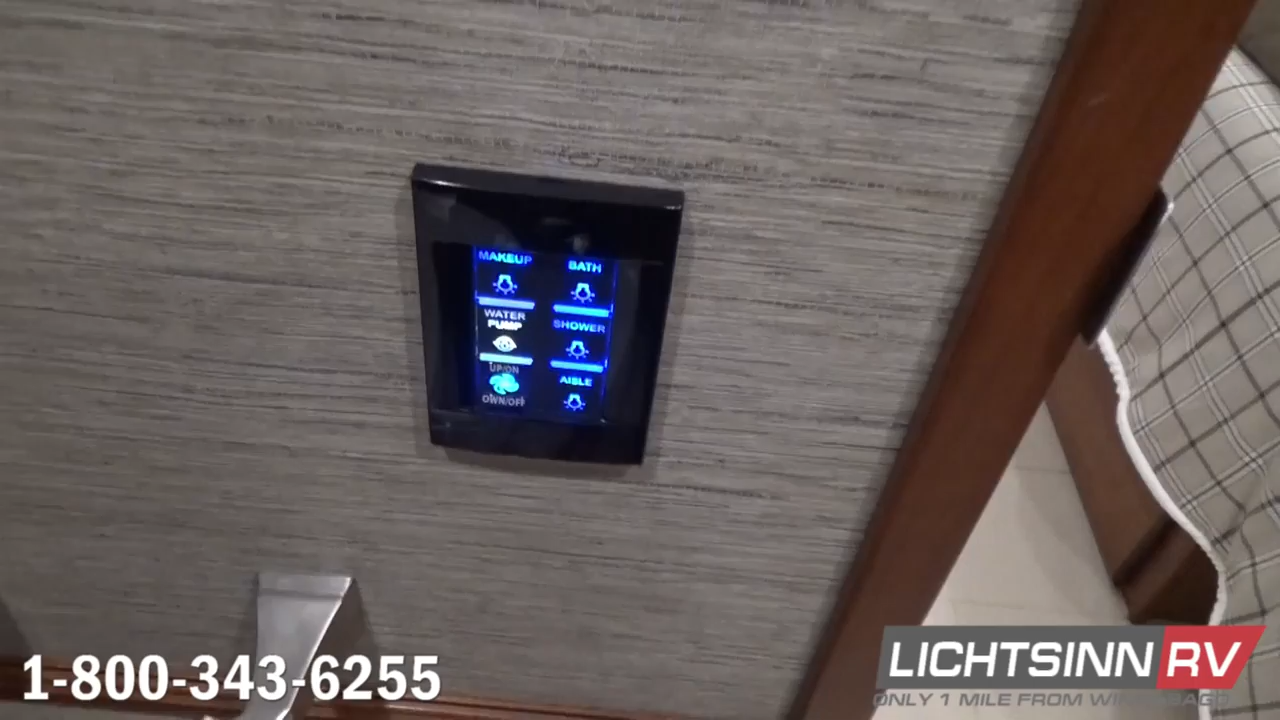 MAKEUP
BATH
WATER
PUMP
SHOWER
UP/ON
AISLE
OWN/OFF
1-800-343-6255
LICHTSINN RV
ONLY 1 MILE FROM WINNEBAGO